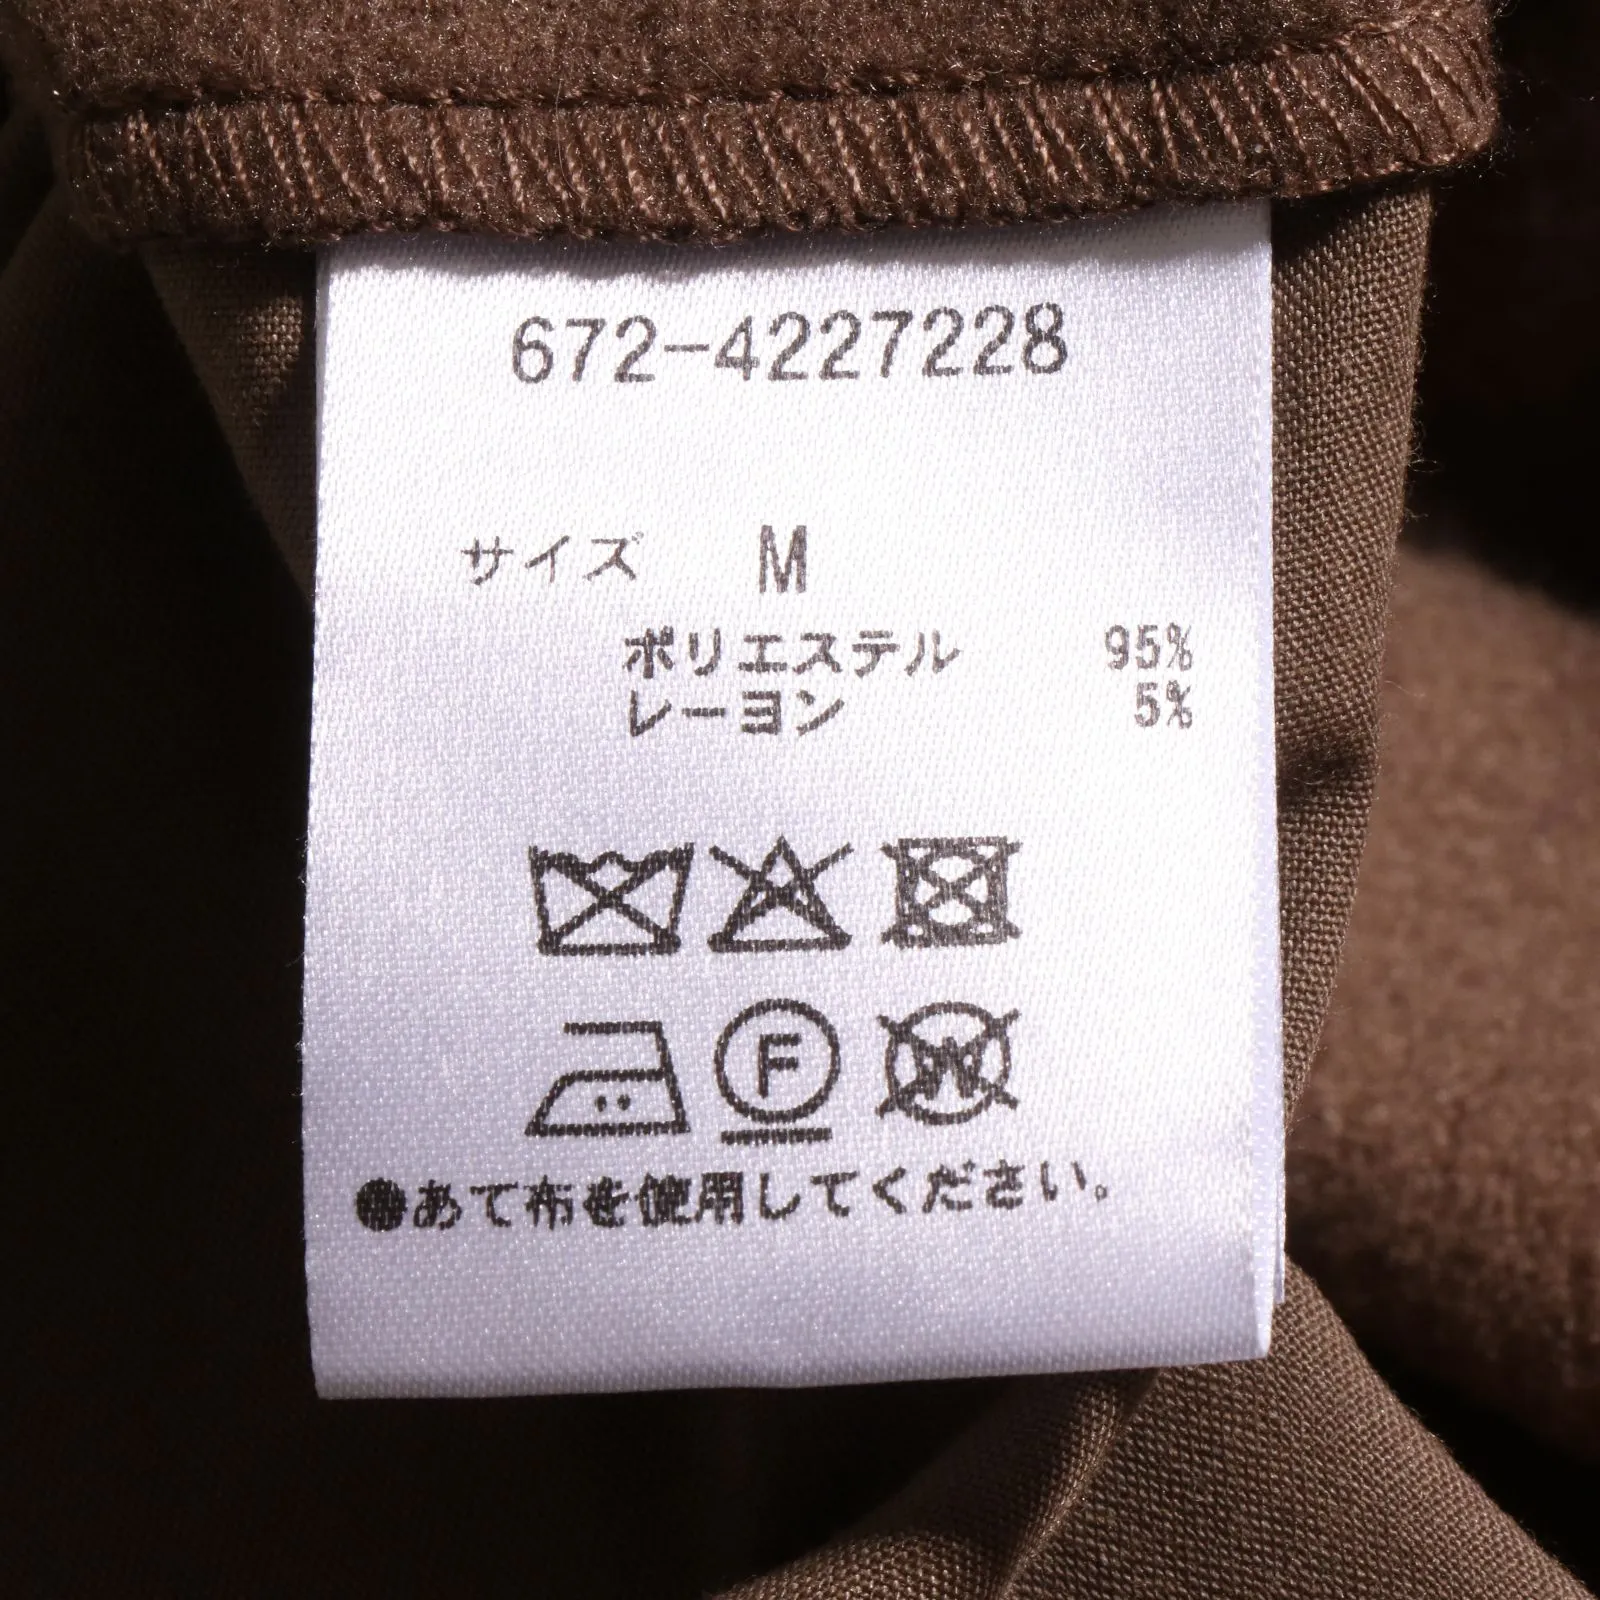 672-4227228
サイズ M
ポリエステル 95%
レーヨン 5%
F W
●あて布を使用してください。